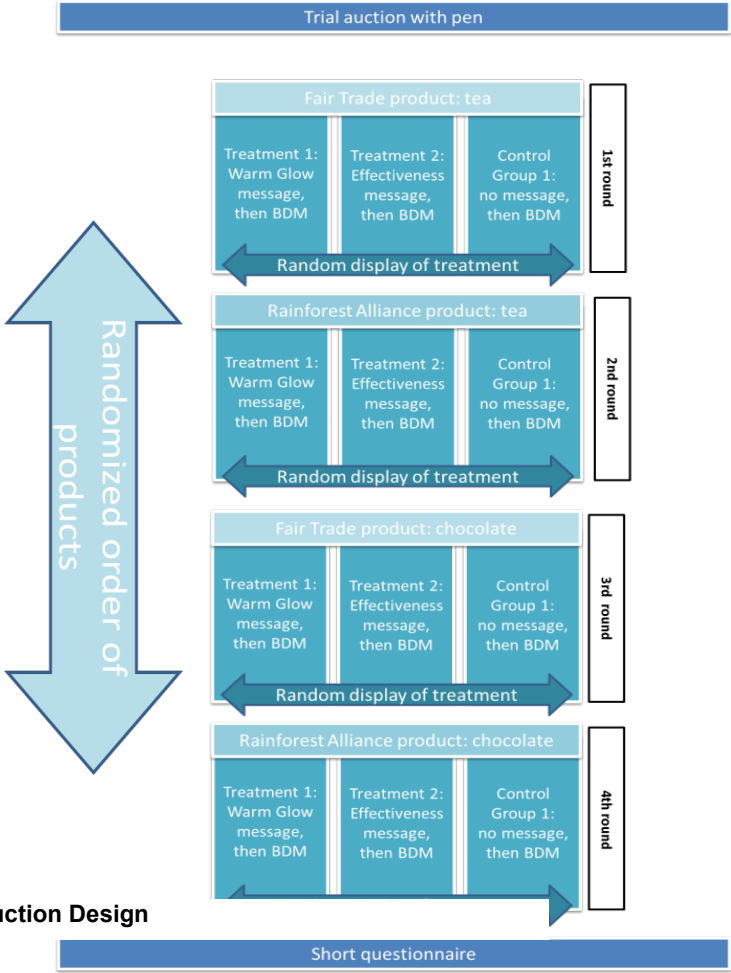 Trial auction with pen
Fair Trade product: tea
Treatment 1:
Warm Glow
message,
then BDM
Treatment 2:
Effectiveness
message,
then BDM
Control
Group 1:
no message,
then BDM
1st round
Random display of treatment
Rainforest Alliance product: tea
Treatment 1:
Warm Glow
message,
then BDM
Treatment 2:
Effectiveness
message,
then BDM
Control
Group 1:
no message,
then BDM
2nd round
Random display of treatment
Randomized order of
products
Fair Trade product: chocolate
Treatment 1:
Warm Glow
message,
then BDM
Treatment 2:
Effectiveness
message,
then BDM
Control
Group 1:
no message,
then BDM
3rd round
Random display of treatment
Rainforest Alliance product: chocolate
Treatment 1:
Warm Glow
message,
then BDM
Treatment 2:
Effectiveness
message,
then BDM
Control
Group 1:
no message,
then BDM
4th round
uction Design
Short questionnaire